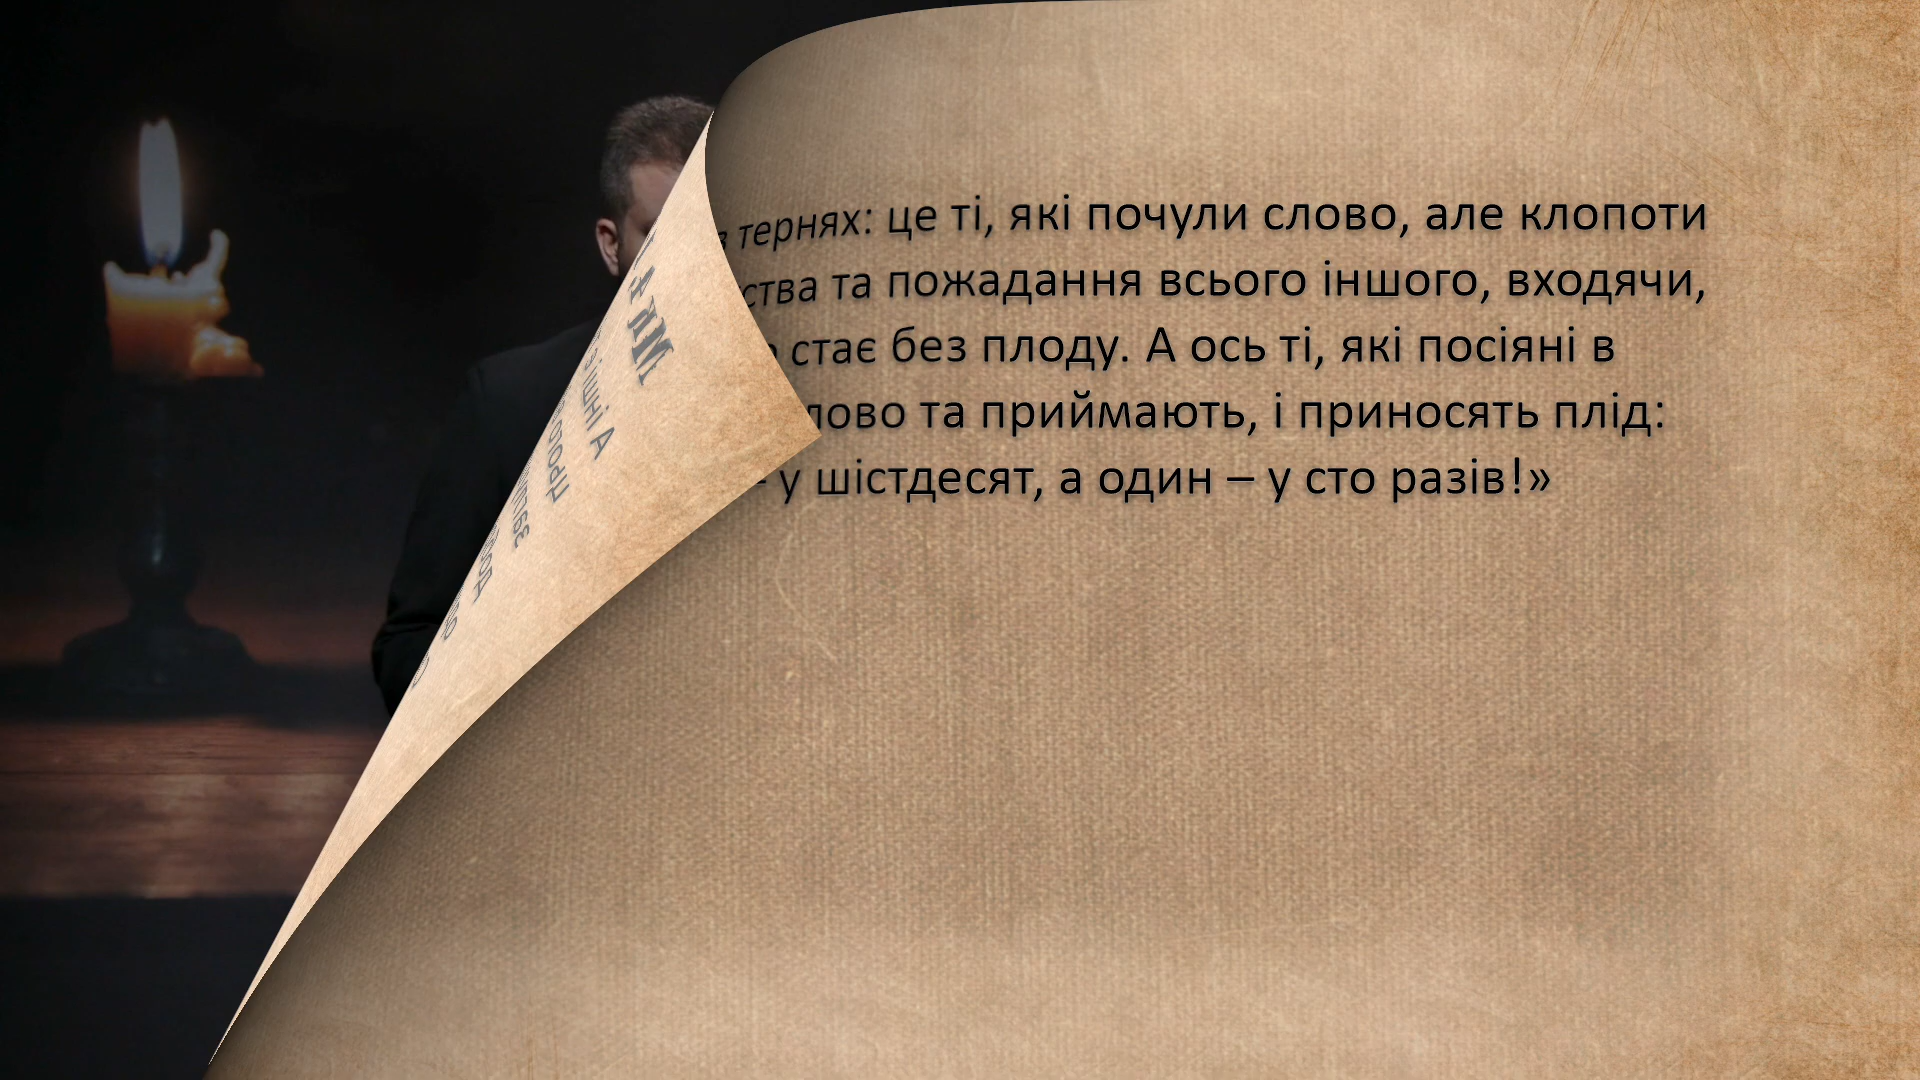 в тернях: це ті, які почули слово, але клопоти
ства та пожадання всього іншого, входячи,
стає без плоду. А ось ті, які посіяні в
лово та приймають, і приносять плід:
– у шістдесят, а один – у сто разів!»